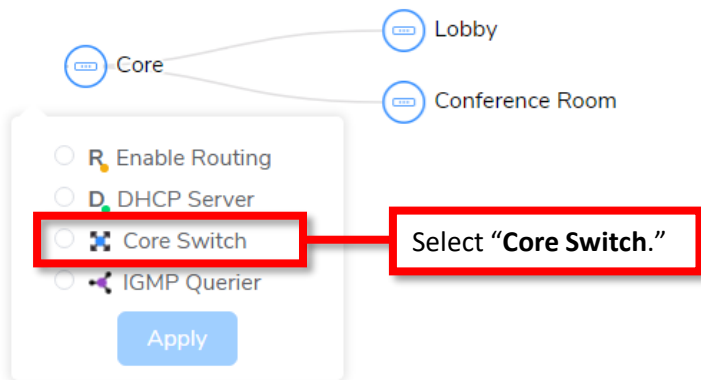 Lobby
Core
Conference Room
R Enable Routing
D DHCP Server
Core Switch
Select “Core Switch.”
IGMP Querier
Apply